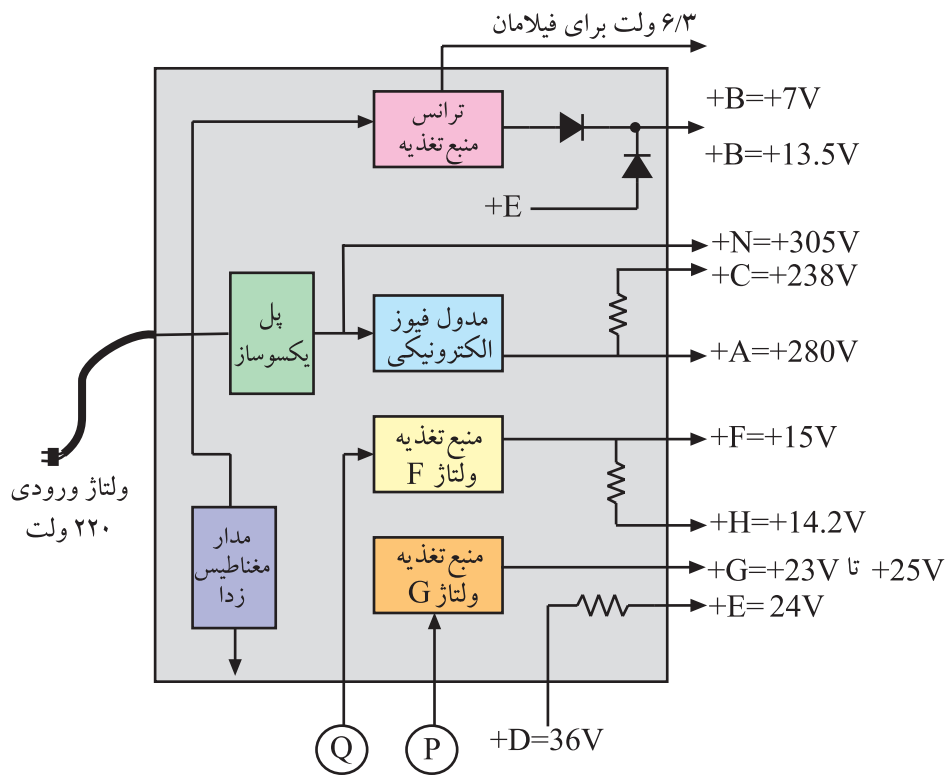 ۶/۳ ولت برای فیلامان
ترانس
منبع تغذیه
+B=+7V
+B=+13.5V
+E
+N=+305V
+C=+238V
پل
یکسوساز
مدول فیوز
الکترونیکی
+A=+280V
منبع تغذیه
ولتاژ F
+F=+15V
ولتاژ ورودی
۲۲۰ ولت
+H=+14.2V
مدار
مغناطیس
زدا
منبع تغذیه
ولتاژ G
+G=+23V تا +25V
+E=24V
Q
P
+D=36V